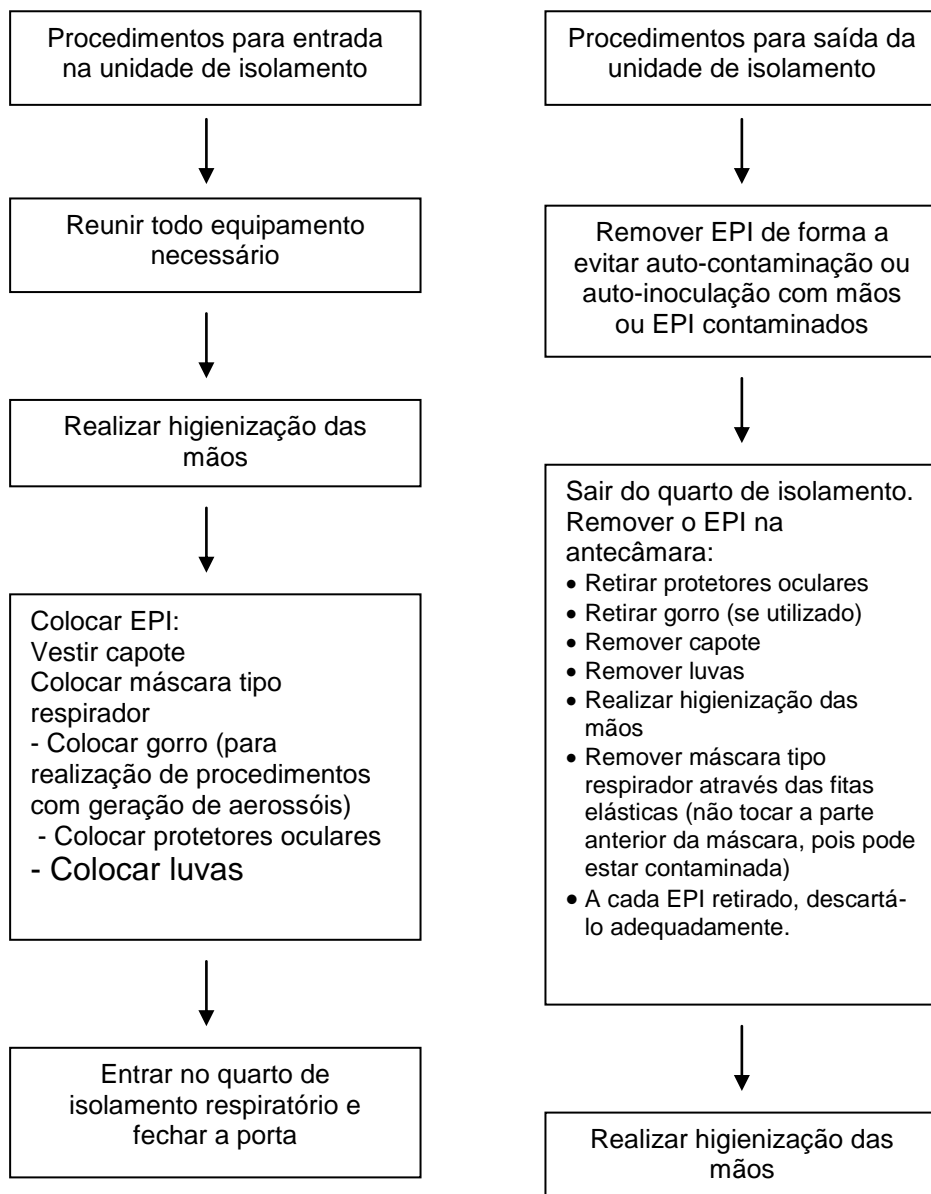 Procedimentos para entrada
na unidade de isolamento
Reunir todo equipamento
necessário
Realizar higienização das
mãos
Colocar EPI:
Vestir capote
Colocar máscara tipo
respirador
- Colocar gorro (para
realização de procedimentos
com geração de aerossóis)
- Colocar protetores oculares
- Colocar luvas
Entrar no quarto de
isolamento respiratório e
fechar a porta
Procedimentos para saída da
unidade de isolamento
Remover EPI de forma a
evitar auto-contaminação ou
auto-inoculação com mãos
ou EPI contaminados
Sair do quarto de isolamento.
Remover o EPI na
antecâmara:
• Retirar protetores oculares
• Retirar gorro (se utilizado)
• Remover capote
• Remover luvas
• Realizar higienização das
mãos
• Remover máscara tipo
respirador através das fitas
elásticas (não tocar a parte
anterior da máscara, pois pode
estar contaminada)
• A cada EPI retirado, descartá-
lo adequadamente.
Realizar higienização das
mãos